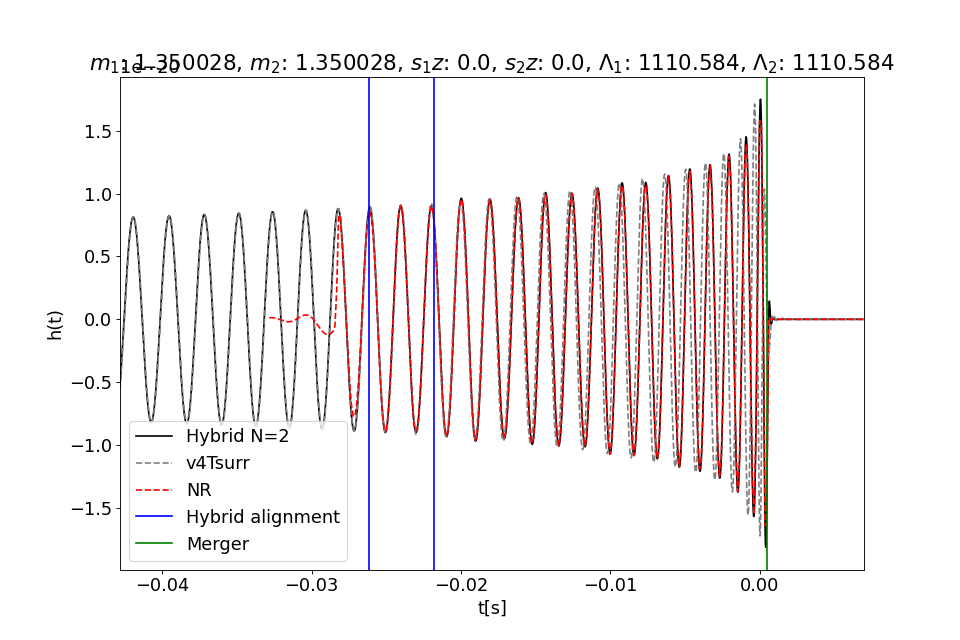 m₁: 1.350028, m₂: 1.350028, s₁z: 0.0, s₂z: 0.0, Λ₁: 1110.584, Λ₂: 1110.584
1e−20
1.5
1.0
0.5
0.0
−0.5
−1.0
−1.5
h(t)
Hybrid N=2
v4Tsurr
NR
Hybrid alignment
Merger
−0.04 −0.03 −0.02 −0.01 0.00
t[s]